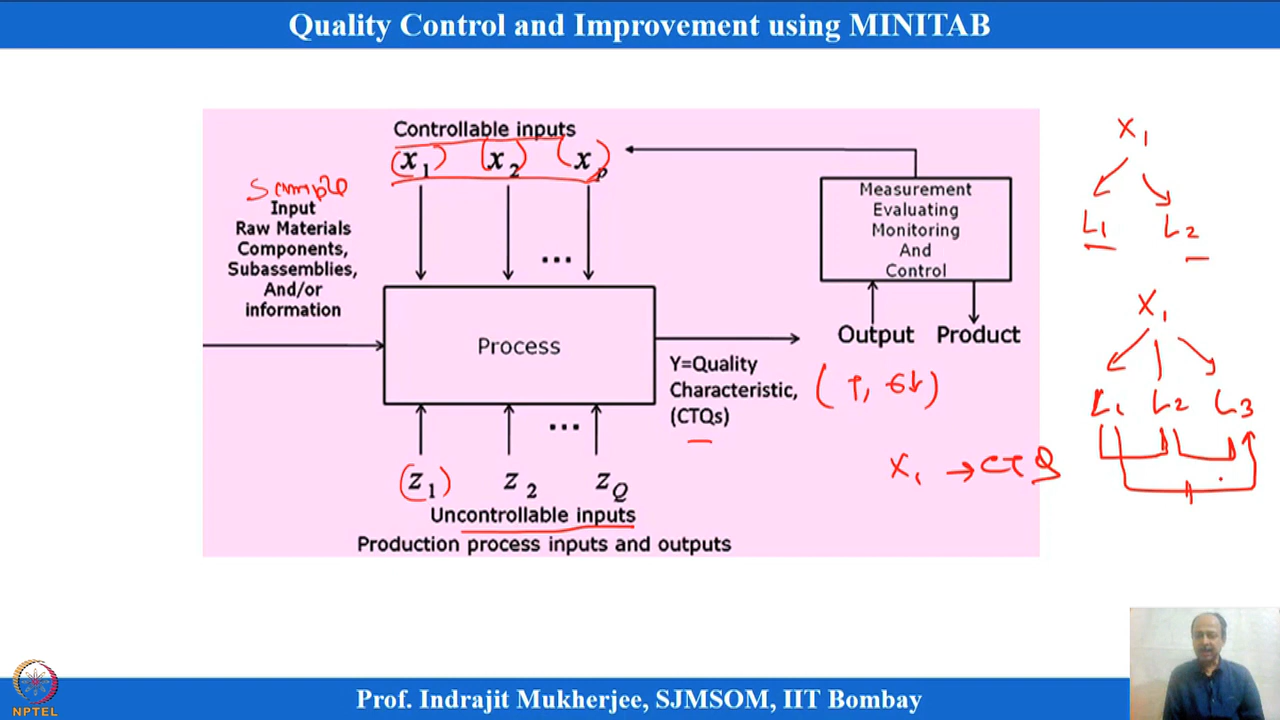 Quality Control and Improvement using MINITAB
Controllable inputs
x1 x2 xp
Sample
Input
Raw Materials
Components,
Subassemblies,
And/or
information
...
Process
Y=Quality
Characteristic,
(CTQs)
Measurement
Evaluating
Monitoring
And
Control
Output Product
(↑, σ↓)
...
z1 z2 zQ
Uncontrollable inputs
Production process inputs and outputs
X1 → CTQ
X1
L1 L2
X1
L1 L2 L3
NPTEL
Prof. Indrajit Mukherjee, SJMSOM, IIT Bombay